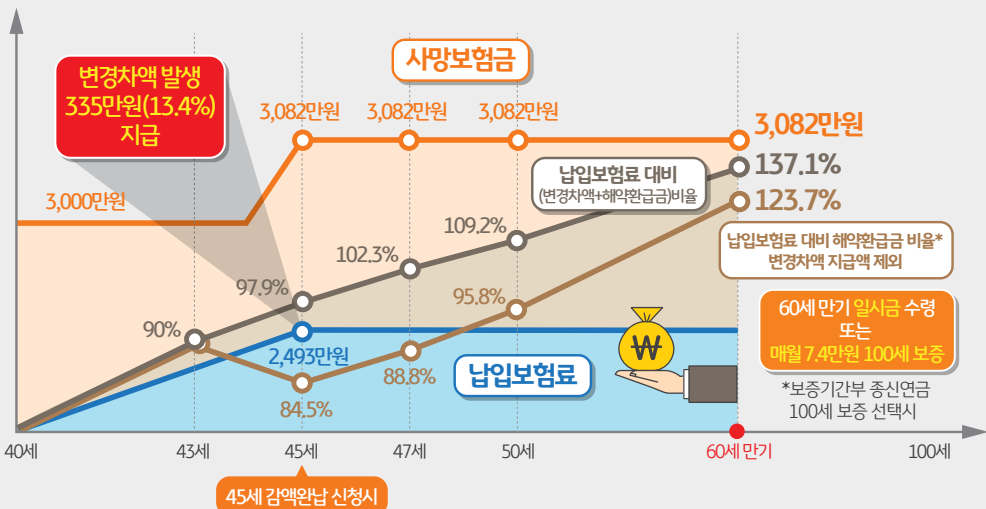 변경차액 발생
335만원(13.4%)
지급
사망보험금
3,082만원
3,082만원
3,082만원
3,082만원
3,000만원
납입보험료 대비
(변경차액+해약환급금)비율
137.1%
123.7%
납입보험료 대비 해약환급금 비율*
변경차액 지급액 제외
90%
97.9%
102.3%
109.2%
95.8%
88.8%
84.5%
2,493만원
납입보험료
₩
60세 만기 일시금 수령
또는
매월 7.4만원 100세 보증
*보증기간부 종신연금
100세 보증 선택시
40세
43세
45세
47세
50세
60세 만기
100세
45세 감액완납 신청시